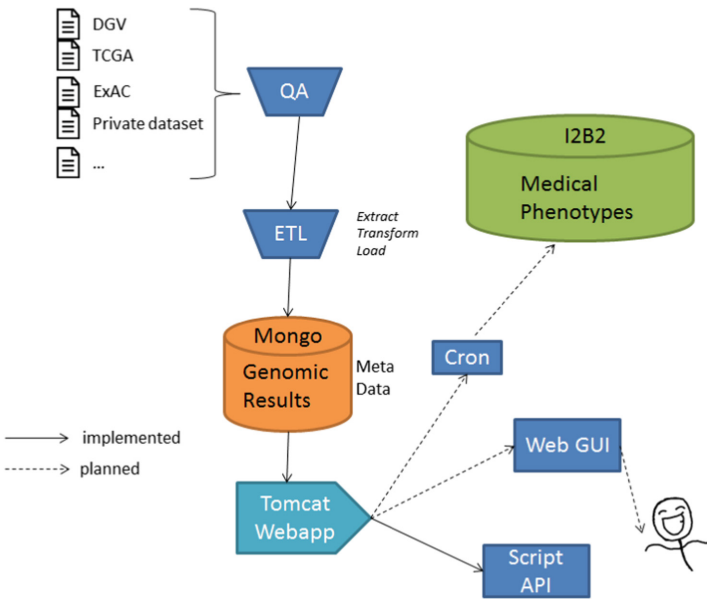 DGV
TCGA
ExAC
Private dataset
...
QA
ETL
Extract
Transform
Load
I2B2
Medical
Phenotypes
Mongo
Genomic
Results
Meta
Data
Cron
implemented
planned
Web GUI
Tomcat
Webapp
Script
API